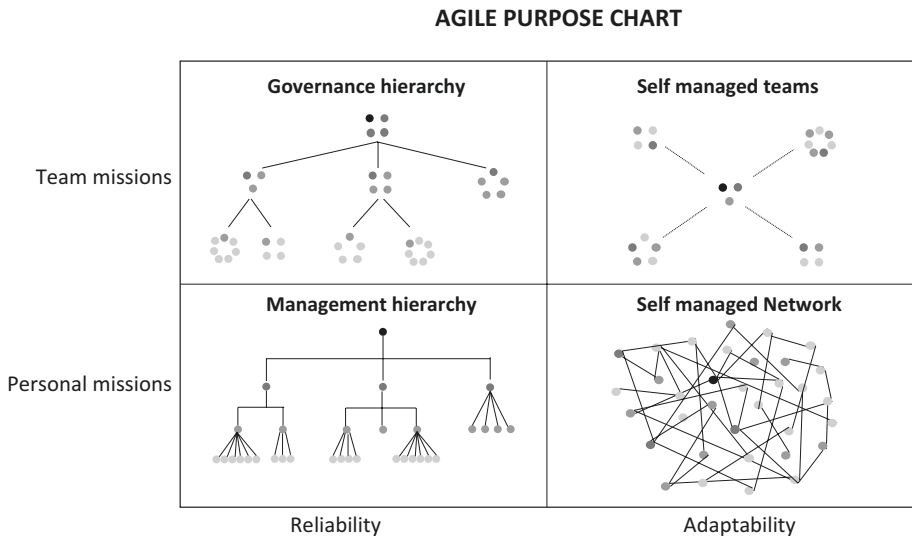 AGILE PURPOSE CHART
Governance hierarchy
Self managed teams
Team missions
Management hierarchy
Self managed Network
Personal missions
Reliability
Adaptability